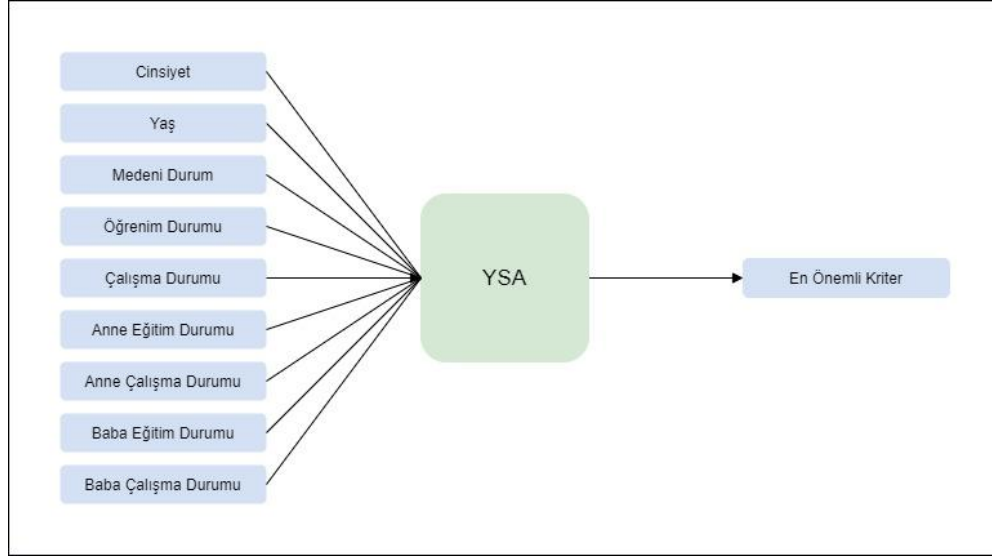 Cinsiyet
Yaş
Medeni Durum
Öğrenim Durumu
Çalışma Durumu
Anne Eğitim Durumu
Anne Çalışma Durumu
Baba Eğitim Durumu
Baba Çalışma Durumu
YSA
En Önemli Kriter